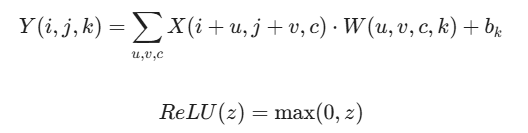 Y(i, j, k) = ∑_{u,v,c} X(i + u, j + v, c) · W(u, v, c, k) + b_k
ReLU(z) = max(0, z)